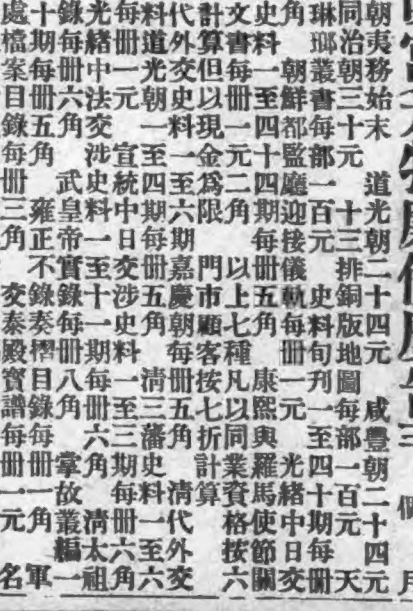 朝夷務始末　道光朝二十四元　咸豐朝二十四元
同治朝三十元　十三排銅版地圖每部一百元　天
琳瑯叢書每部一百元　史料旬刊一至四十期每冊
角　朝鮮都監廳迎接儀軌每冊一元　光緒中日交
史料一至四十四期每冊五角　康熙與羅馬使節關
文書每冊一元二角　以上七種凡以同業資格按六
計算但以現金爲限　門市顧客按七折計算
代外交史料一至六期嘉慶朝每冊五角　清代外交
料道光朝一至四期每冊五角　清三藩史料一至六
每冊一元　宣統中日交涉史料一至三期每冊六角
光緒中法交涉史料一至十一期每冊六角　清太祖
錄每冊六角　武皇帝實錄每冊八角　掌故叢編一
十期每冊五角　雍正不錄奏摺目錄每冊一角　軍
處檔案目錄每冊三角　交泰殿寶譜每冊一元　名